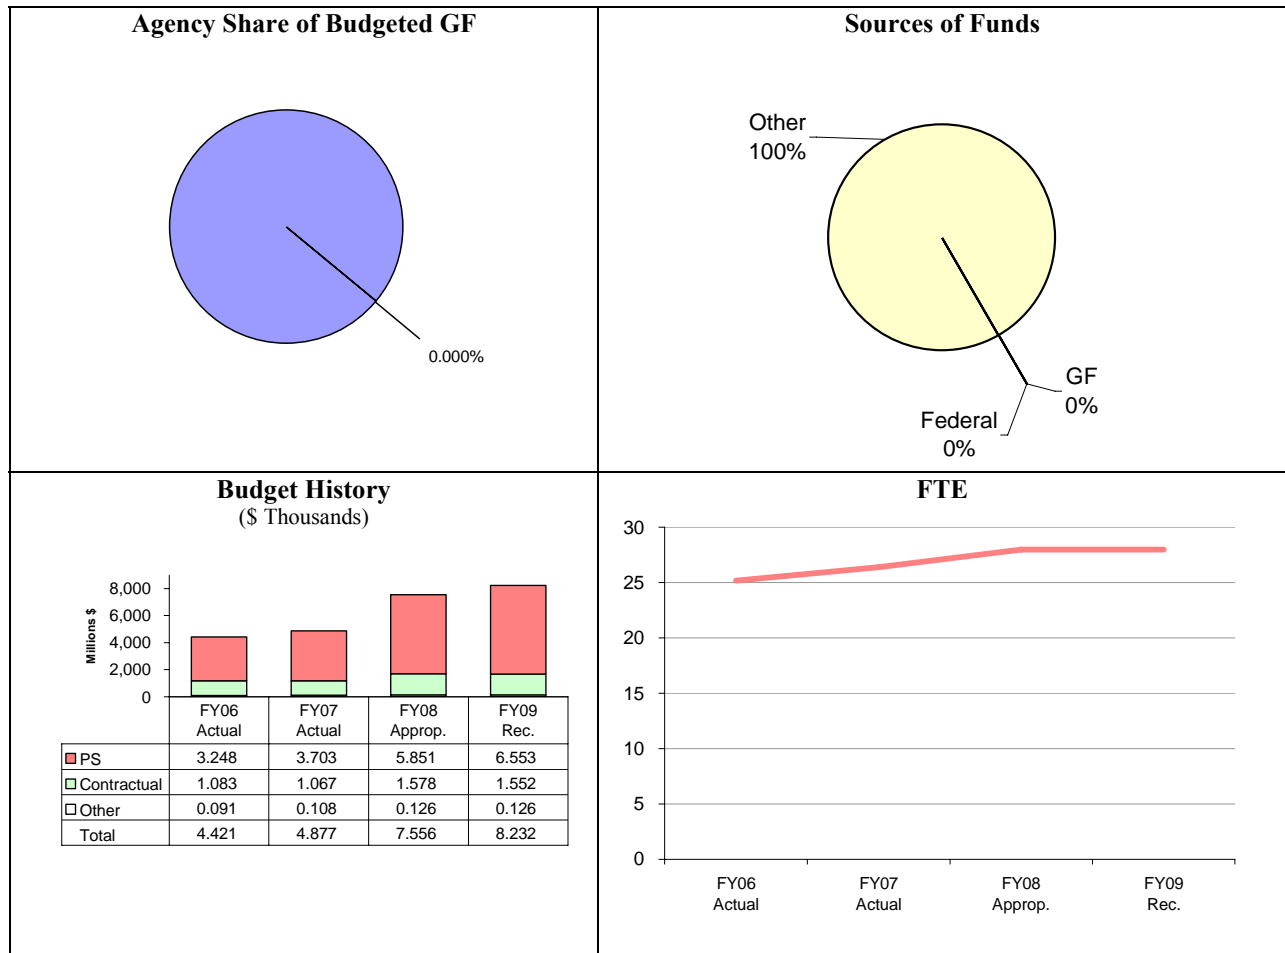 Agency Share of Budgeted GF
0.000%
Sources of Funds
Other
100%
GF
0%
Federal
0%
Budget History
($ Thousands)
Millions $
8,000
6,000
4,000
2,000
0
FY06 FY07 FY08 FY09
Actual Actual Approp. Rec.
PS 3.248 3.703 5.851 6.553
Contractual 1.083 1.067 1.578 1.552
Other 0.091 0.108 0.126 0.126
Total 4.421 4.877 7.556 8.232
FTE
30
25
20
15
10
5
0
FY06 FY07 FY08 FY09
Actual Actual Approp. Rec.